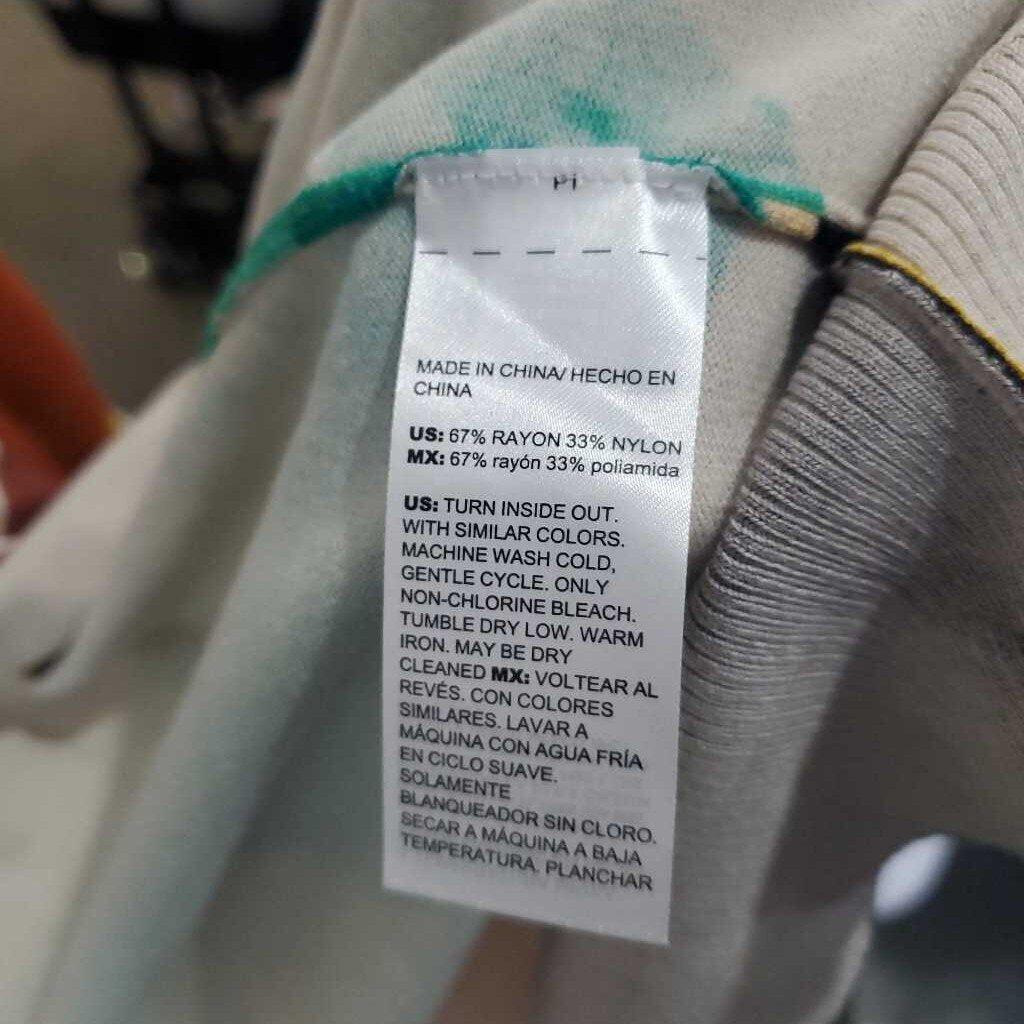 MADE IN CHINA/ HECHO EN
CHINA
US: 67% RAYON 33% NYLON
MX: 67% rayón 33% poliamida
US: TURN INSIDE OUT.
WITH SIMILAR COLORS.
MACHINE WASH COLD,
GENTLE CYCLE. ONLY
NON-CHLORINE BLEACH.
TUMBLE DRY LOW. WARM
IRON. MAY BE DRY
CLEANED MX: VOLTEAR AL
REVÉS. CON COLORES
SIMILARES. LAVAR A
MÁQUINA CON AGUA FRÍA
EN CICLO SUAVE.
SOLAMENTE
BLANQUEADOR SIN CLORO.
SECAR A MÁQUINA A BAJA
TEMPERATURA. PLANCHAR